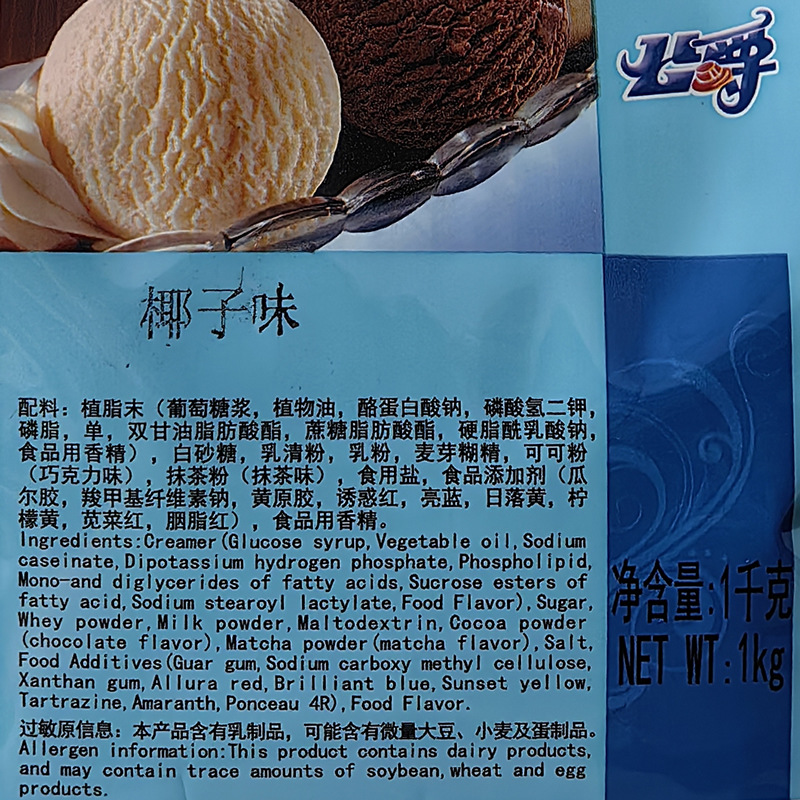 公爵
椰子味
配料：植脂末（葡萄糖浆，植物油，酪蛋白酸钠，磷酸氢二钾，
磷脂，单，双甘油脂肪酸酯，蔗糖脂肪酸酯，硬脂酰乳酸钠，
食品用香精），白砂糖，乳清粉，乳粉，麦芽糊精，可可粉
（巧克力味），抹茶粉（抹茶味），食用盐，食品添加剂（瓜
尔胶，羧甲基纤维素钠，黄原胶，诱惑红，亮蓝，日落黄，柠
檬黄，苋菜红，胭脂红），食品用香精。
Ingredients:Creamer(Glucose syrup,Vegetable oil,Sodium
caseinate,Dipotassium hydrogen phosphate,Phospholipid,
Mono-and diglycerides of fatty acids,Sucrose esters of
fatty acid,Sodium stearoyl lactylate,Food Flavor),Sugar,
Whey powder,Milk powder,Maltodextrin,Cocoa powder
(chocolate flavor),Matcha powder(matcha flavor),Salt,
Food Additives(Guar gum,Sodium carboxy methyl cellulose,
Xanthan gum,Allura red,Brilliant blue,Sunset yellow,
Tartrazine,Amaranth,Ponceau 4R),Food Flavor.
过敏原信息：本产品含有乳制品，可能含有微量大豆、小麦及蛋制品。
Allergen information:This product contains dairy products,
and may contain trace amounts of soybean,wheat and egg
products.
净含量:1千克
NET WT:1kg